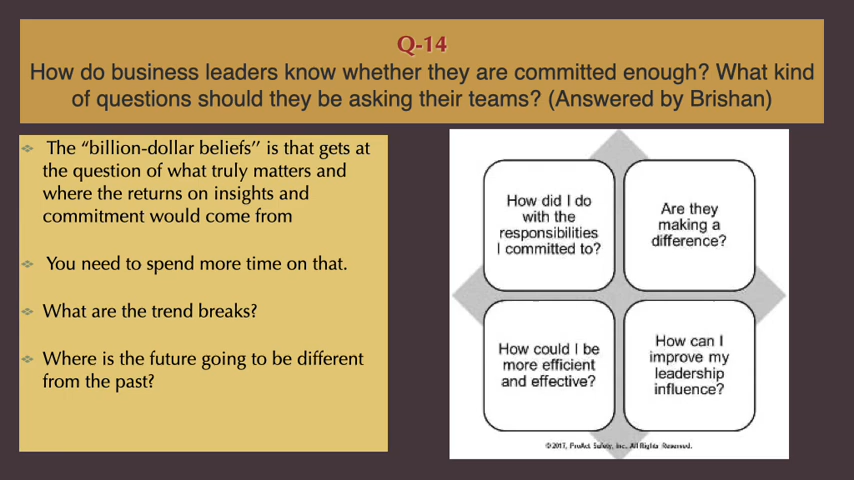 Q-14
How do business leaders know whether they are committed enough? What kind
of questions should they be asking their teams? (Answered by Brishan)
The “billion-dollar beliefs” is that gets at
the question of what truly matters and
where the returns on insights and
commitment would come from
You need to spend more time on that.
What are the trend breaks?
Where is the future going to be different
from the past?
How did I do
with the
responsibilities
I committed to?
Are they
making a
difference?
How could I be
more efficient
and effective?
How can I
improve my
leadership
influence?
©2017, ProAct Safety, Inc. All Rights Reserved.